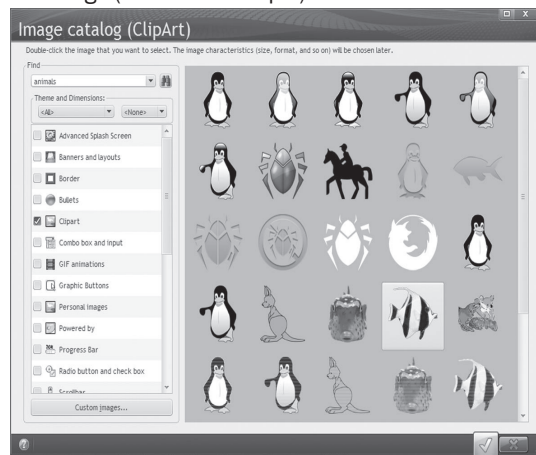 Image catalog (ClipArt)
Double-click the image that you want to select. The image characteristics (size, format, and so on) will be chosen later.
Find
animals
Theme and Dimensions:
<All>
<None>
Advanced Splash Screen
Banners and layouts
Border
Bullets
Clipart
Combo box and input
GIF animations
Graphic Buttons
Personal images
Powered by
Progress Bar
Radio button and check box
Scrollbar
Custom images...